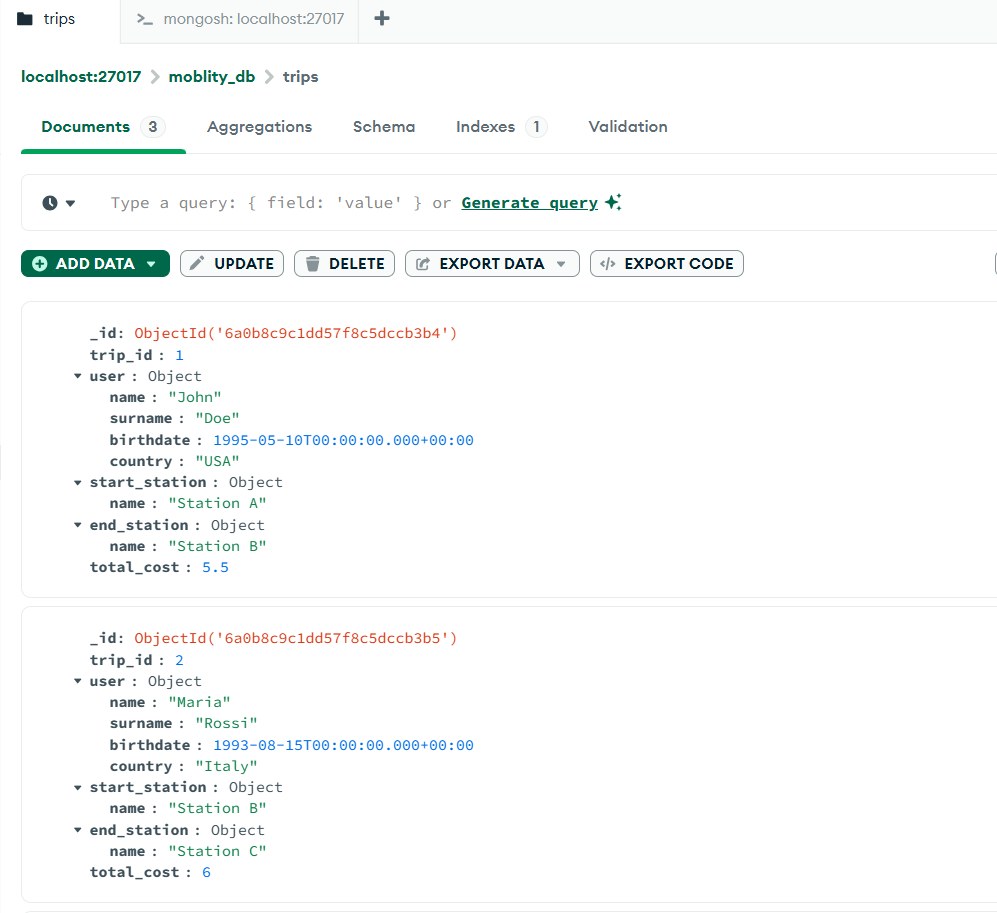 trips
mongosh: localhost:27017
localhost:27017 > moblity_db > trips
Documents 3 Aggregations Schema Indexes 1 Validation
Type a query: { field: 'value' } or Generate query
ADD DATA UPDATE DELETE EXPORT DATA EXPORT CODE
_id: ObjectId('6a0b8c9c1dd57f8c5dccb3b4')
trip_id : 1
user : Object
name : "John"
surname : "Doe"
birthdate : 1995-05-10T00:00:00.000+00:00
country : "USA"
start_station : Object
name : "Station A"
end_station : Object
name : "Station B"
total_cost : 5.5
_id: ObjectId('6a0b8c9c1dd57f8c5dccb3b5')
trip_id : 2
user : Object
name : "Maria"
surname : "Rossi"
birthdate : 1993-08-15T00:00:00.000+00:00
country : "Italy"
start_station : Object
name : "Station B"
end_station : Object
name : "Station C"
total_cost : 6